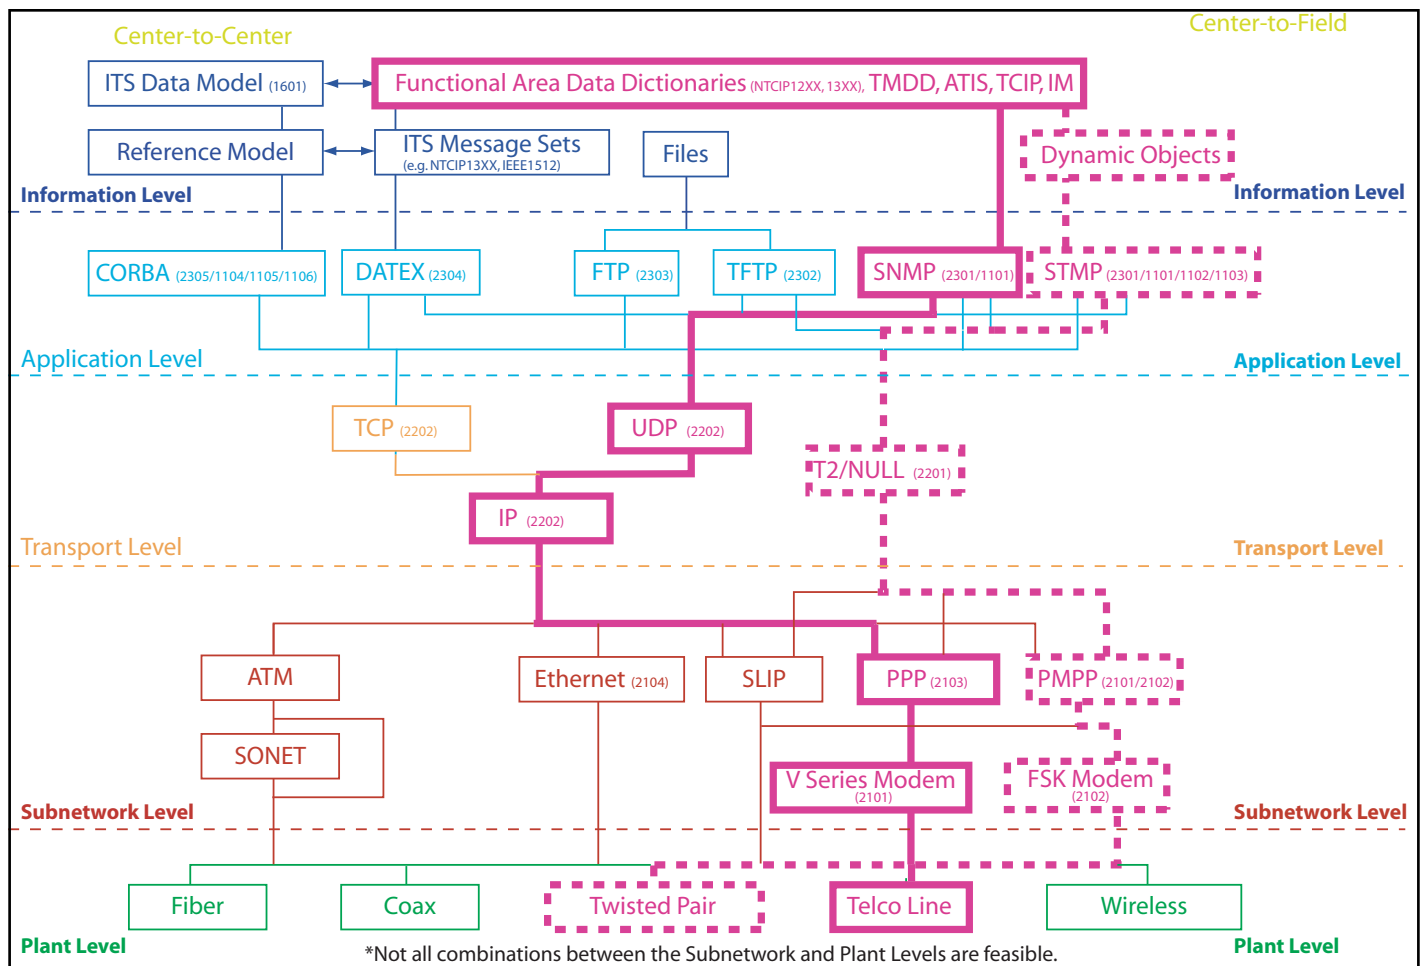 Center-to-Center
Center-to-Field
ITS Data Model (1601)
Functional Area Data Dictionaries (NTCIP12XX, 13XX), TMDD, ATIS, TCIP, IM
Reference Model
ITS Message Sets
(e.g. NTCIP13XX, IEEE1512)
Files
Dynamic Objects
Information Level
Information Level
CORBA (2305/1104/1105/1106)
DATEX (2304)
FTP (2303)
TFTP (2302)
SNMP (2301/1101)
STMP (2301/1101/1102/1103)
Application Level
Application Level
TCP (2202)
UDP (2202)
T2/NULL (2201)
IP (2202)
Transport Level
Transport Level
ATM
Ethernet (2104)
SLIP
PPP (2103)
PMPP (2101/2102)
SONET
V Series Modem
(2101)
FSK Modem
(2102)
Subnetwork Level
Subnetwork Level
Fiber
Coax
Twisted Pair
Telco Line
Wireless
Plant Level
*Not all combinations between the Subnetwork and Plant Levels are feasible.
Plant Level